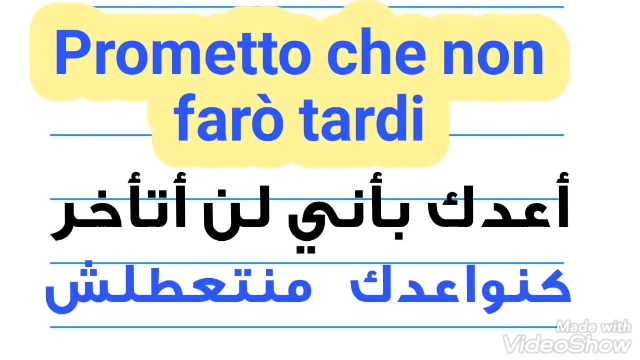 Prometto che non
farò tardi
أعدك بأني لن أتأخر
كنواعدك منتعطلش
Made with
VideoShow